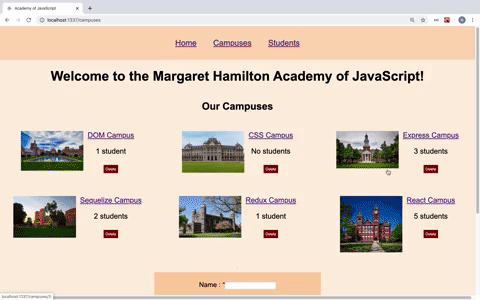 Academy of JavaScript
localhost:1337/campuses
Home Campuses Students
Welcome to the Margaret Hamilton Academy of JavaScript!
Our Campuses
DOM Campus
1 student
Delete
CSS Campus
No students
Delete
Express Campus
3 students
Delete
Sequelize Campus
2 students
Delete
Redux Campus
1 student
Delete
React Campus
5 students
Delete
Name : *
localhost:1337/campuses/3